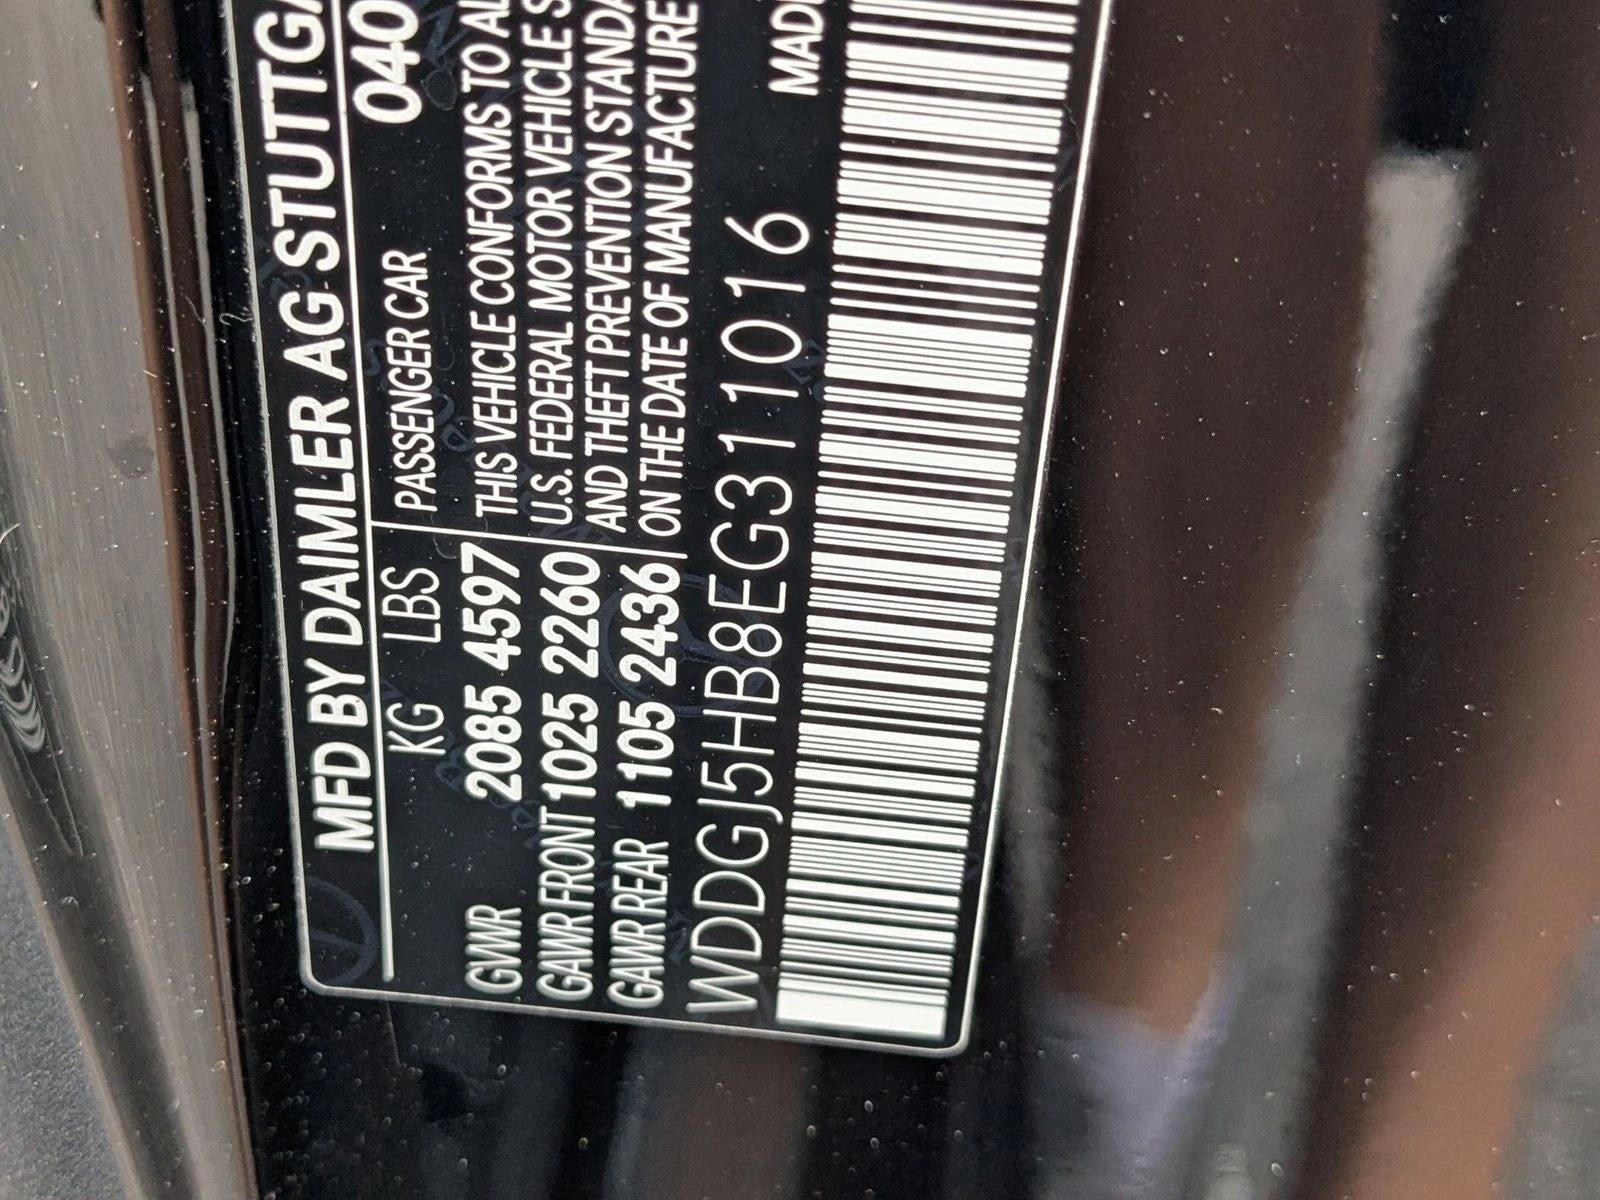 MFD BY DAIMLER AG STUTTGA
040
KG LBS PASSENGER CAR
GVWR 2085 4597 THIS VEHICLE CONFORMS TO AL
GAWR FRONT 1025 2260 U.S. FEDERAL MOTOR VEHICLE S
AND THEFT PREVENTION STANDA
GAWR REAR 1105 2436 ON THE DATE OF MANUFACTURE
WDDGJ5HB8EG311016 MADE